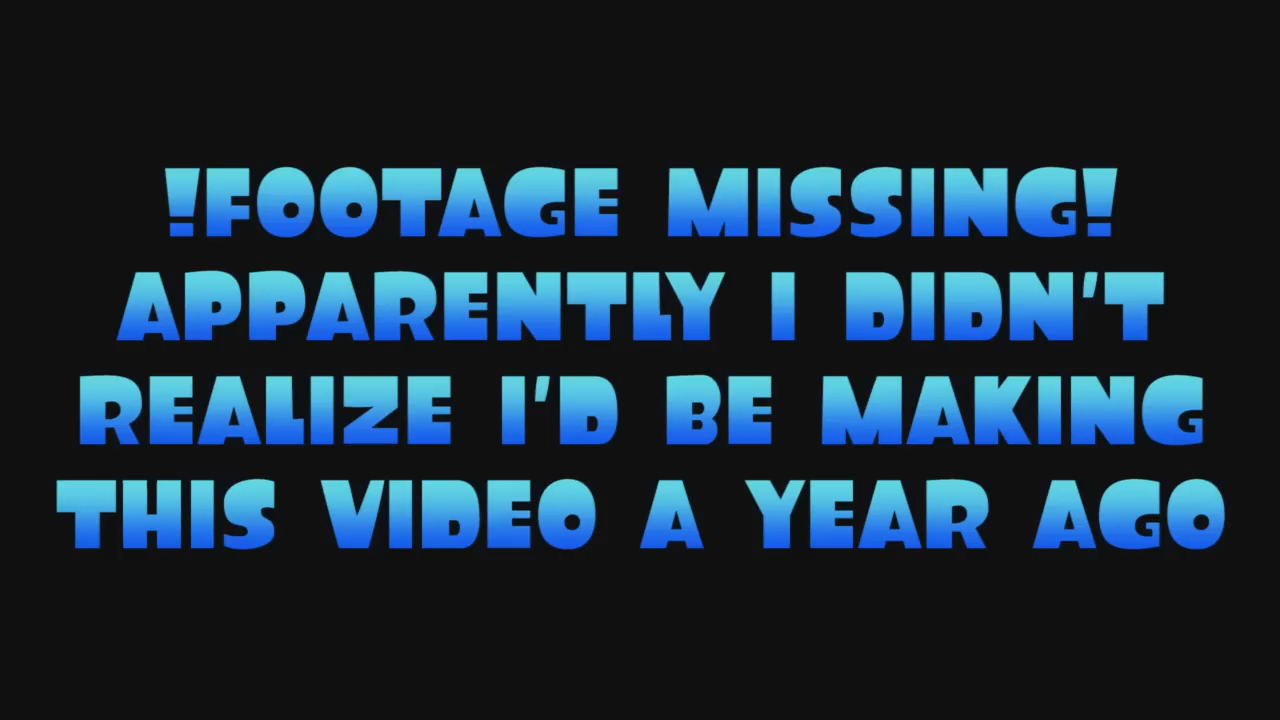 !FOOTAGE MISSING!
APPARENTLY I DIDN'T
REALIZE I'D BE MAKING
THIS VIDEO A YEAR AGO